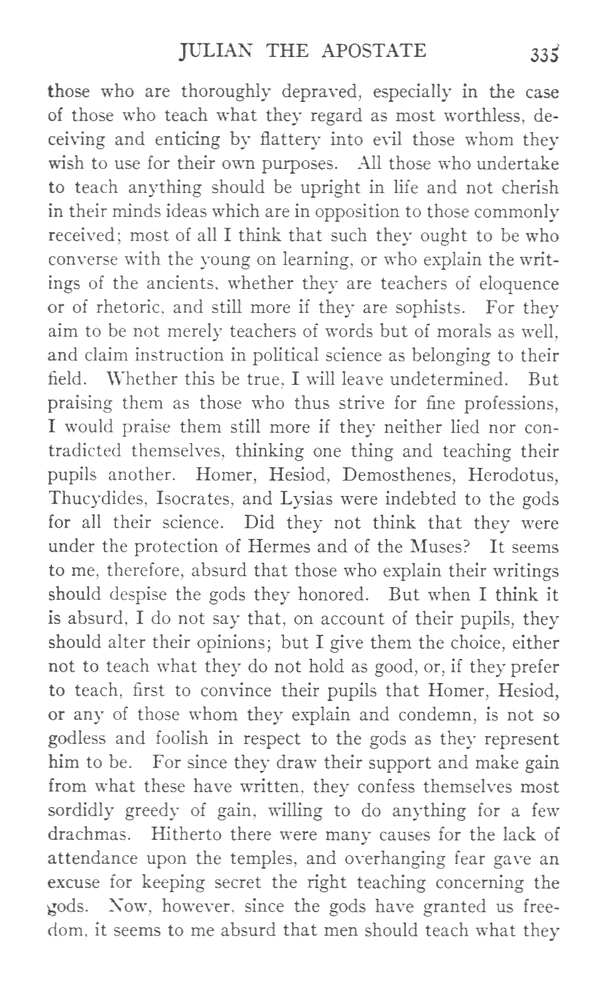 JULIAN THE APOSTATE 335
those who are thoroughly depraved, especially in the case
of those who teach what they regard as most worthless, de-
ceiving and enticing by flattery into evil those whom they
wish to use for their own purposes. All those who undertake
to teach anything should be upright in life and not cherish
in their minds ideas which are in opposition to those commonly
received; most of all I think that such they ought to be who
converse with the young on learning, or who explain the writ-
ings of the ancients, whether they are teachers of eloquence
or of rhetoric, and still more if they are sophists. For they
aim to be not merely teachers of words but of morals as well,
and claim instruction in political science as belonging to their
field. Whether this be true, I will leave undetermined. But
praising them as those who thus strive for fine professions,
I would praise them still more if they neither lied nor con-
tradicted themselves, thinking one thing and teaching their
pupils another. Homer, Hesiod, Demosthenes, Herodotus,
Thucydides, Isocrates, and Lysias were indebted to the gods
for all their science. Did they not think that they were
under the protection of Hermes and of the Muses? It seems
to me, therefore, absurd that those who explain their writings
should despise the gods they honored. But when I think it
is absurd, I do not say that, on account of their pupils, they
should alter their opinions; but I give them the choice, either
not to teach what they do not hold as good, or, if they prefer
to teach, first to convince their pupils that Homer, Hesiod,
or any of those whom they explain and condemn, is not so
godless and foolish in respect to the gods as they represent
him to be. For since they draw their support and make gain
from what these have written, they confess themselves most
sordidly greedy of gain, willing to do anything for a few
drachmas. Hitherto there were many causes for the lack of
attendance upon the temples, and overhanging fear gave an
excuse for keeping secret the right teaching concerning the
gods. Now, however, since the gods have granted us free-
dom, it seems to me absurd that men should teach what they